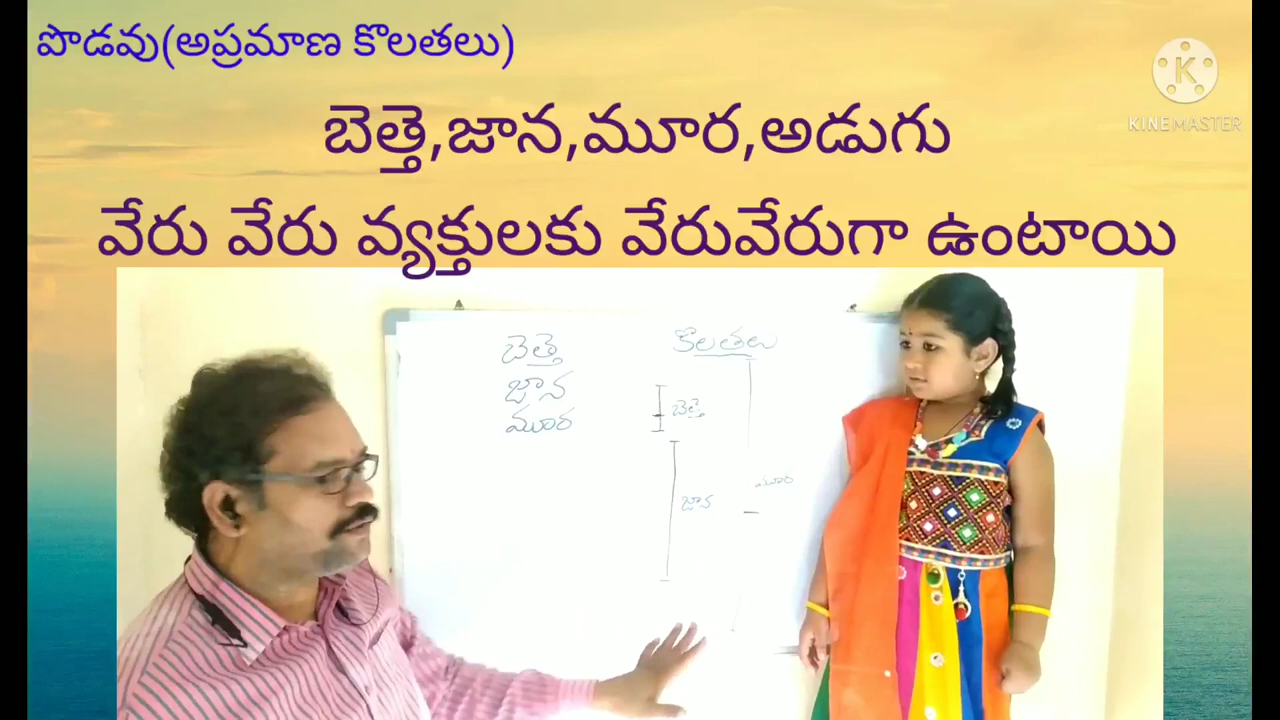 పొడవు(అప్రమాణ కొలతలు)
KINEMASTER
బెత్తె,జాన,మూర,అడుగు
వేరు వేరు వ్యక్తులకు వేరువేరుగా ఉంటాయి
బెత్తె
జాన
మూర
కొలతలు
బెత్తె
జాన
మూర